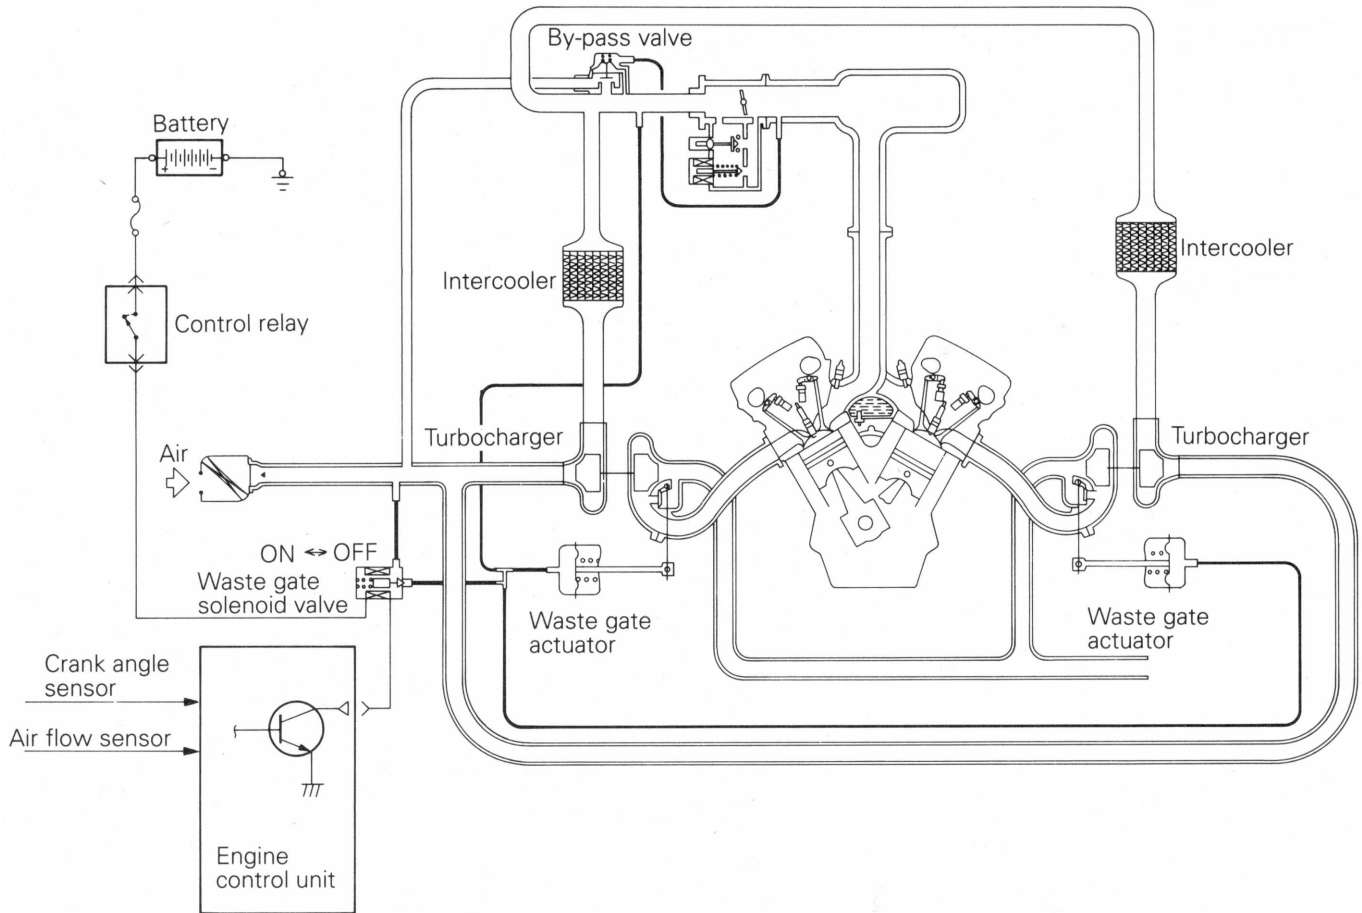 By-pass valve
Battery
+ -
Intercooler
Intercooler
Control relay
Turbocharger
Turbocharger
Air
ON ↔ OFF
Waste gate
solenoid valve
Waste gate
actuator
Waste gate
actuator
Crank angle
sensor
Air flow sensor
Engine
control unit